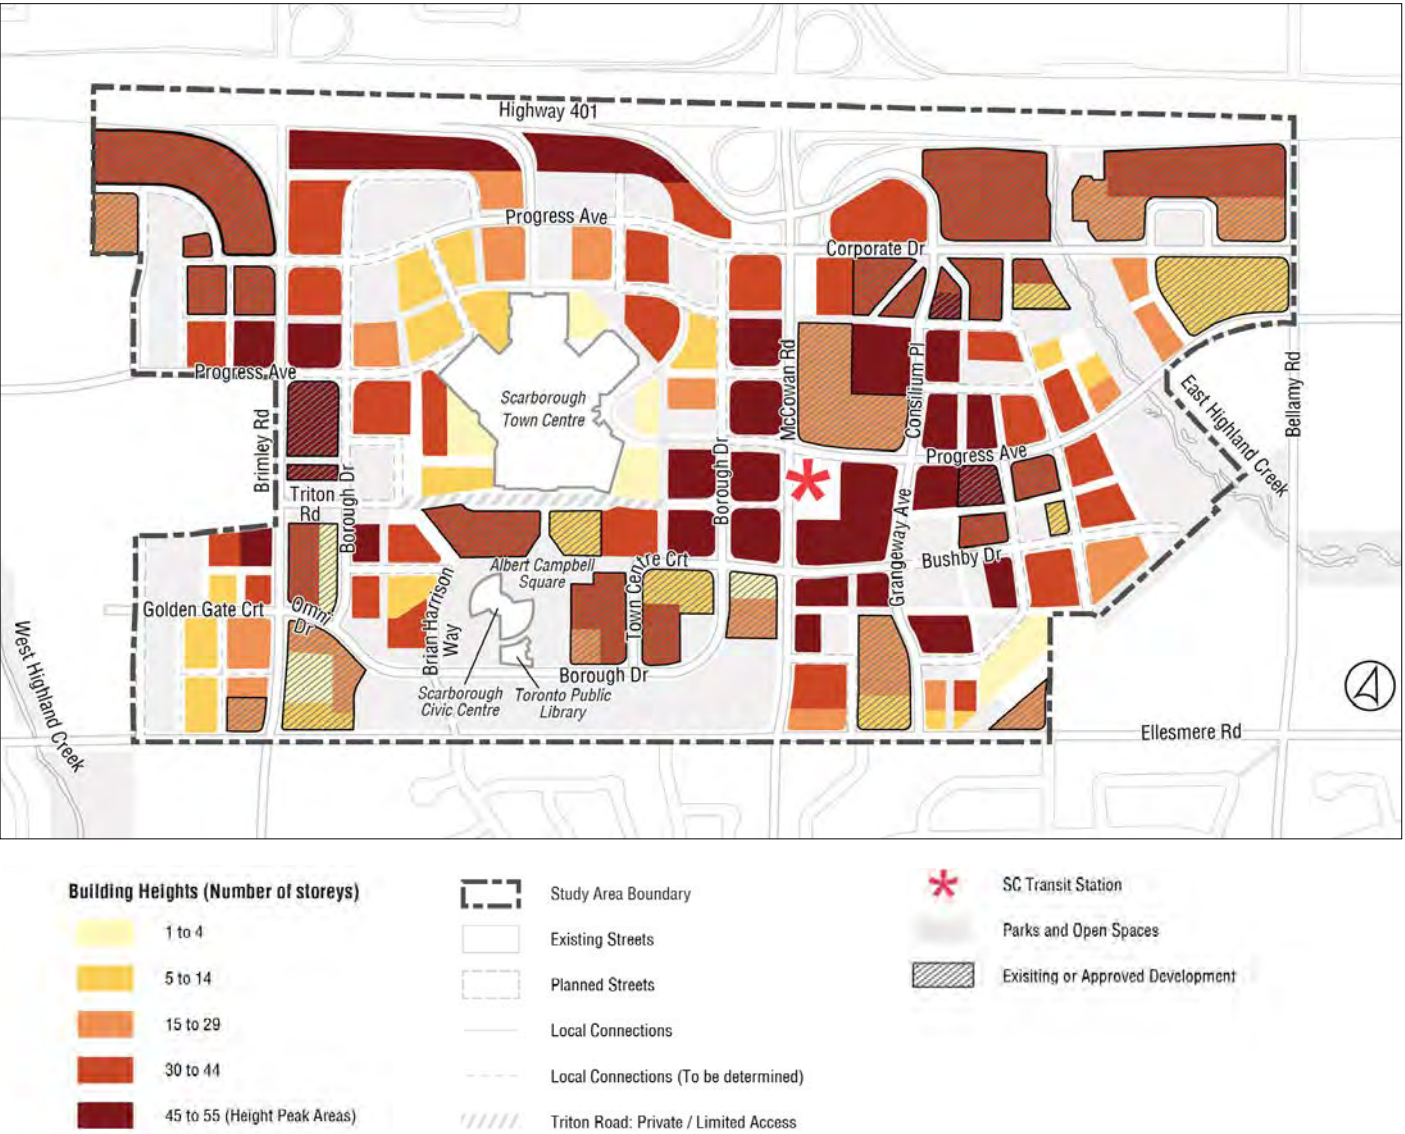 Highway 401
Progress Ave
Corporate Dr
Progress Ave
Scarborough
Town Centre
McCowan Rd
Consilium Pl
East Highland Creek
Bellamy Rd
Brimley Rd
Borough Dr
Borough Dr
Progress Ave
Triton
Rd
Grangeway Ave
Albert Campbell
Square
Town Centre Crt
Bushby Dr
Golden Gate Crt
Omni
Dr
Brian Harrison
Way
Borough Dr
Scarborough
Civic Centre
Toronto Public
Library
West Highland Creek
Ellesmere Rd
Building Heights (Number of storeys)
1 to 4
5 to 14
15 to 29
30 to 44
45 to 55 (Height Peak Areas)
Study Area Boundary
Existing Streets
Planned Streets
Local Connections
Local Connections (To be determined)
Triton Road: Private / Limited Access
SC Transit Station
Parks and Open Spaces
Exisiting or Approved Development